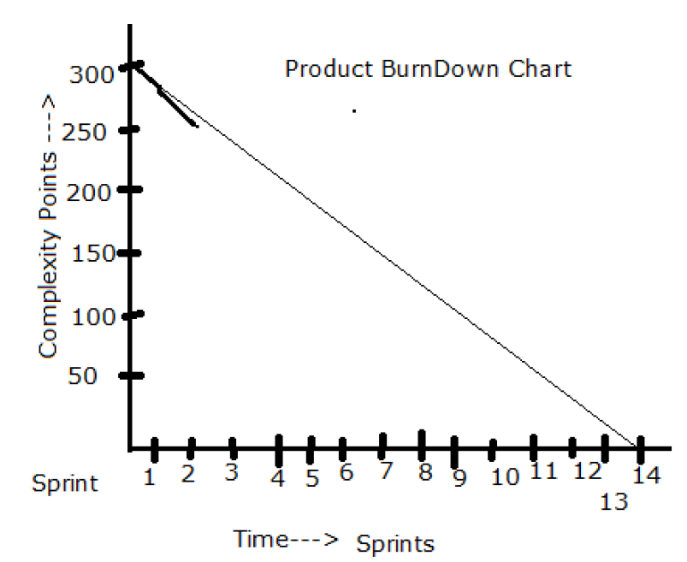 Product BurnDown Chart
Complexity Points --->
300
250
200
150
100
50
Sprint
1 2 3 4 5 6 7 8 9 10 11 12 13 14
Time---> Sprints